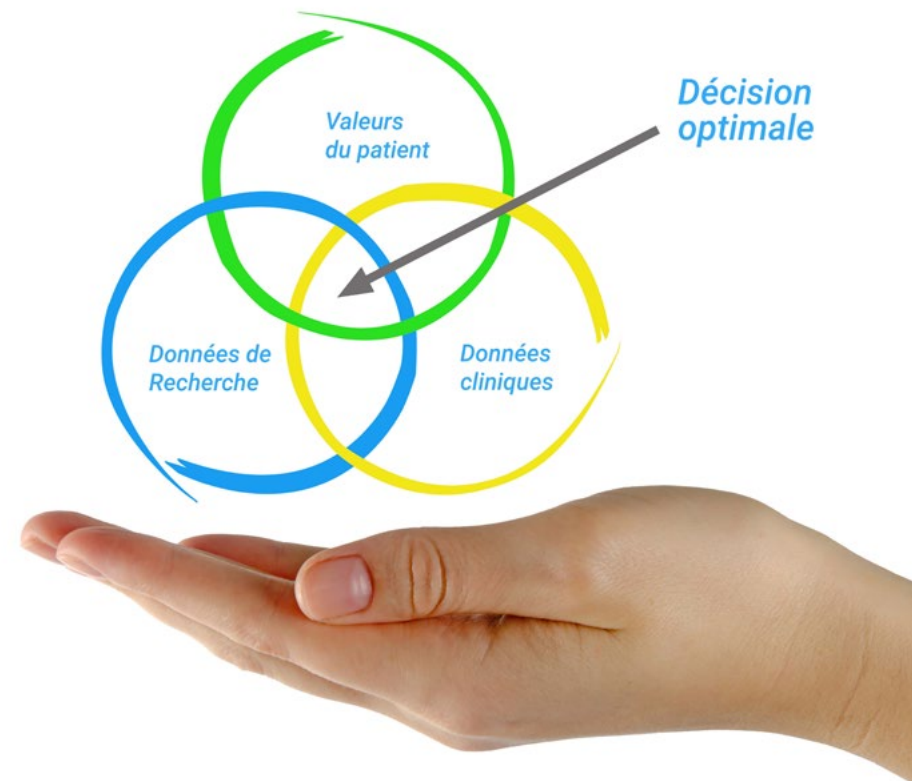 Valeurs
du patient
Décision
optimale
Données de
Recherche
Données
cliniques